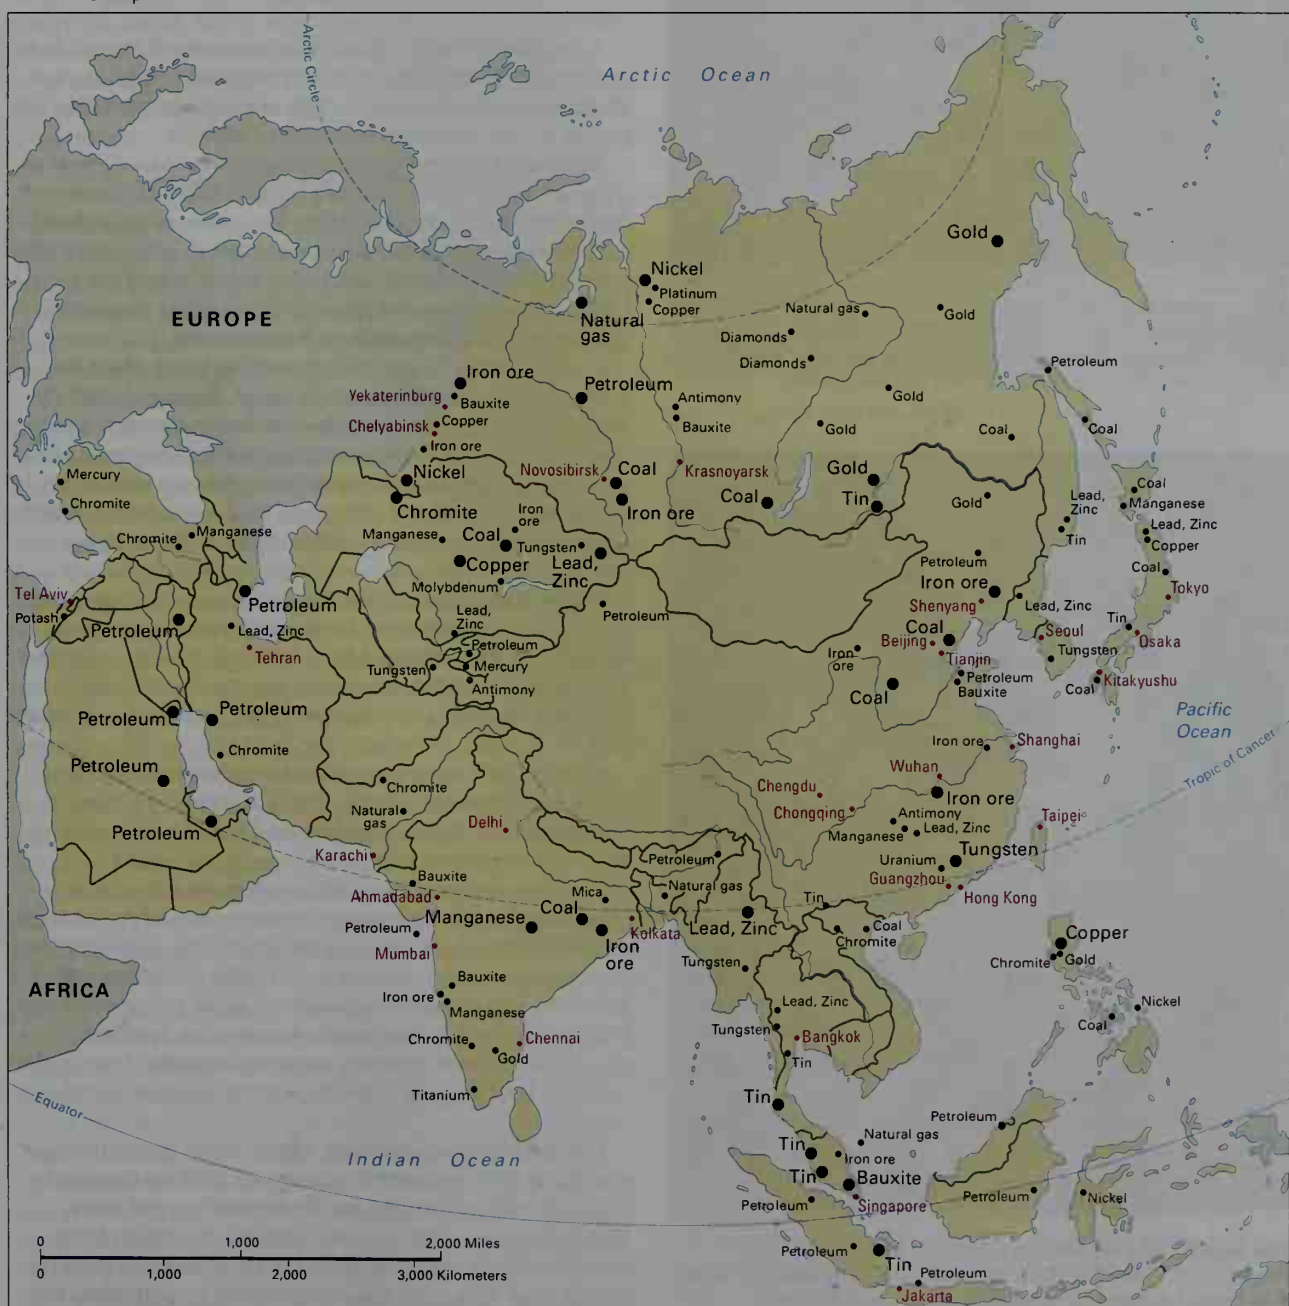 Arctic Circle
Arctic Ocean
Gold
Nickel
Platinum
Copper
Natural
gas
Natural gas
Gold
Diamonds
Diamonds
EUROPE
Petroleum
Iron ore
Yekaterinburg
Bauxite
Petroleum
Antimony
Bauxite
Gold
Chelyabinsk
Copper
Iron ore
Gold
Coal
Coal
Mercury
Nickel
Novosibirsk
Coal
Krasnoyarsk
Gold
Chromite
Chromite
Iron ore
Coal
Tin
Gold
Coal
Manganese
Lead,
Zinc
Tin
Lead, Zinc
Copper
Chromite
Manganese
Manganese
Iron
ore
Coal
Tungsten
Copper
Lead,
Zinc
Molybdenum
Petroleum
Iron ore
Coal
Tokyo
Tel Aviv
Potash
Petroleum
Petroleum
Lead, Zinc
Tehran
Lead,
Zinc
Petroleum
Shenyang
Lead, Zinc
Tin
Osaka
Petroleum
Mercury
Tungsten
Antimony
Iron
ore
Coal
Beijing
Tianjin
Seoul
Tungsten
Petroleum
Bauxite
Coal
Kitakyushu
Coal
Petroleum
Petroleum
Chromite
Petroleum
Petroleum
Pacific
Ocean
Tropic of Cancer
Iron ore
Shanghai
Wuhan
Iron ore
Chengdu
Chongqing
Chromite
Natural
gas
Delhi
Antimony
Manganese
Lead, Zinc
Taipei
Tungsten
Uranium
Guangzhou
Hong Kong
Karachi
Petroleum
Bauxite
Ahmadabad
Mica
Natural gas
Tin
Petroleum
Manganese
Coal
Iron
ore
Kolkata
Lead, Zinc
Coal
Chromite
Mumbai
Copper
Chromite
Gold
Tungsten
AFRICA
Bauxite
Iron ore
Manganese
Lead, Zinc
Nickel
Coal
Tungsten
Bangkok
Chromite
Chennai
Gold
Tin
Titanium
Tin
Equator
Petroleum
Indian Ocean
Natural gas
Tin
Iron ore
Tin
Bauxite
Petroleum
Singapore
Petroleum
Nickel
Petroleum
Tin
Petroleum
Jakarta
0 1,000 2,000 Miles
0 1,000 2,000 3,000 Kilometers